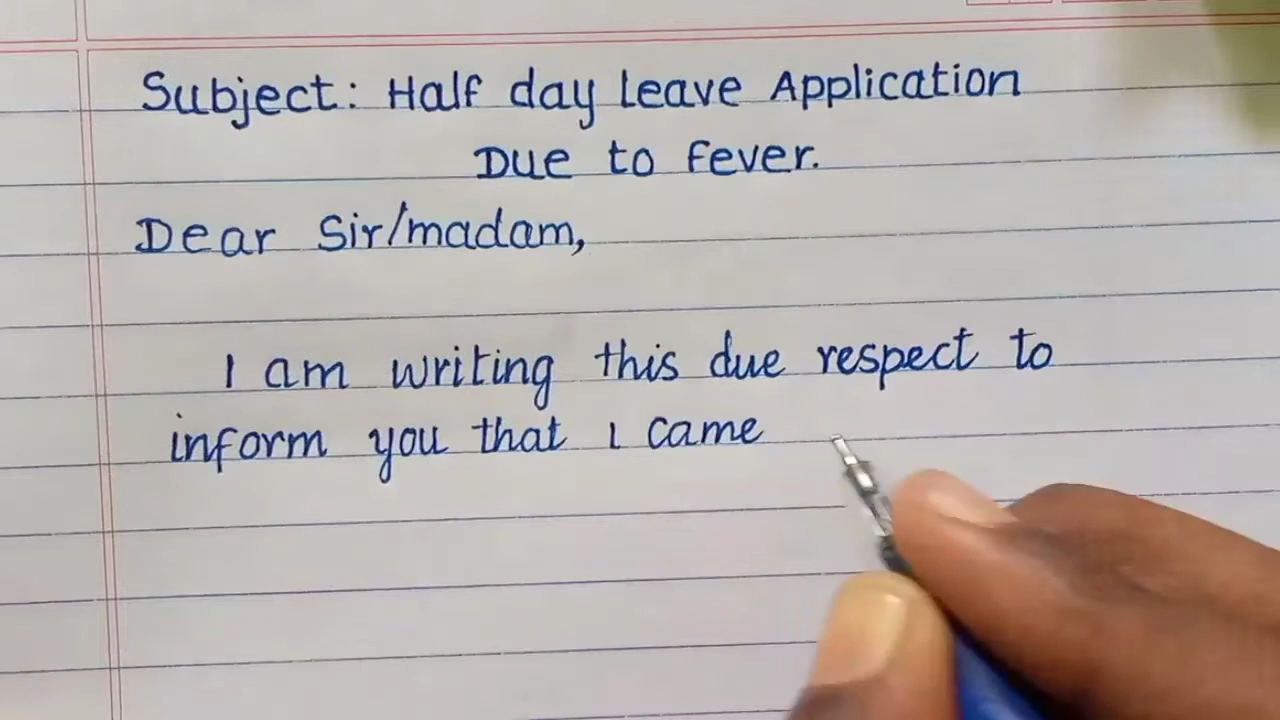 Subject: Half day leave Application
Due to fever.
Dear Sir/madam,
I am writing this due respect to
inform you that i came